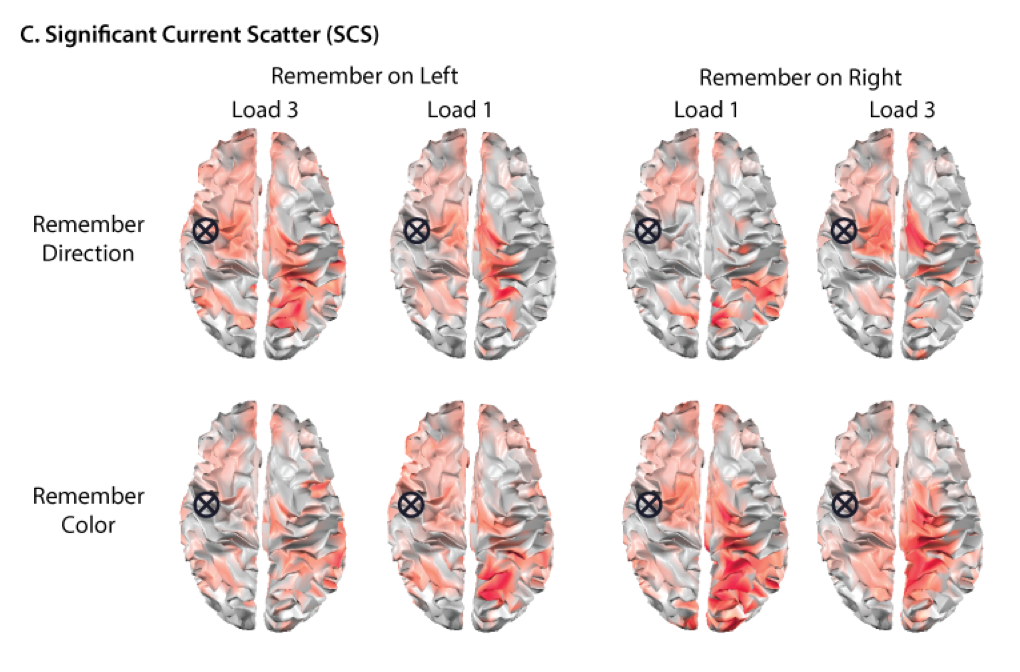 C. Significant Current Scatter (SCS)
Remember on Left
Remember on Right
Load 3
Load 1
Load 1
Load 3
Remember
Direction
Remember
Color